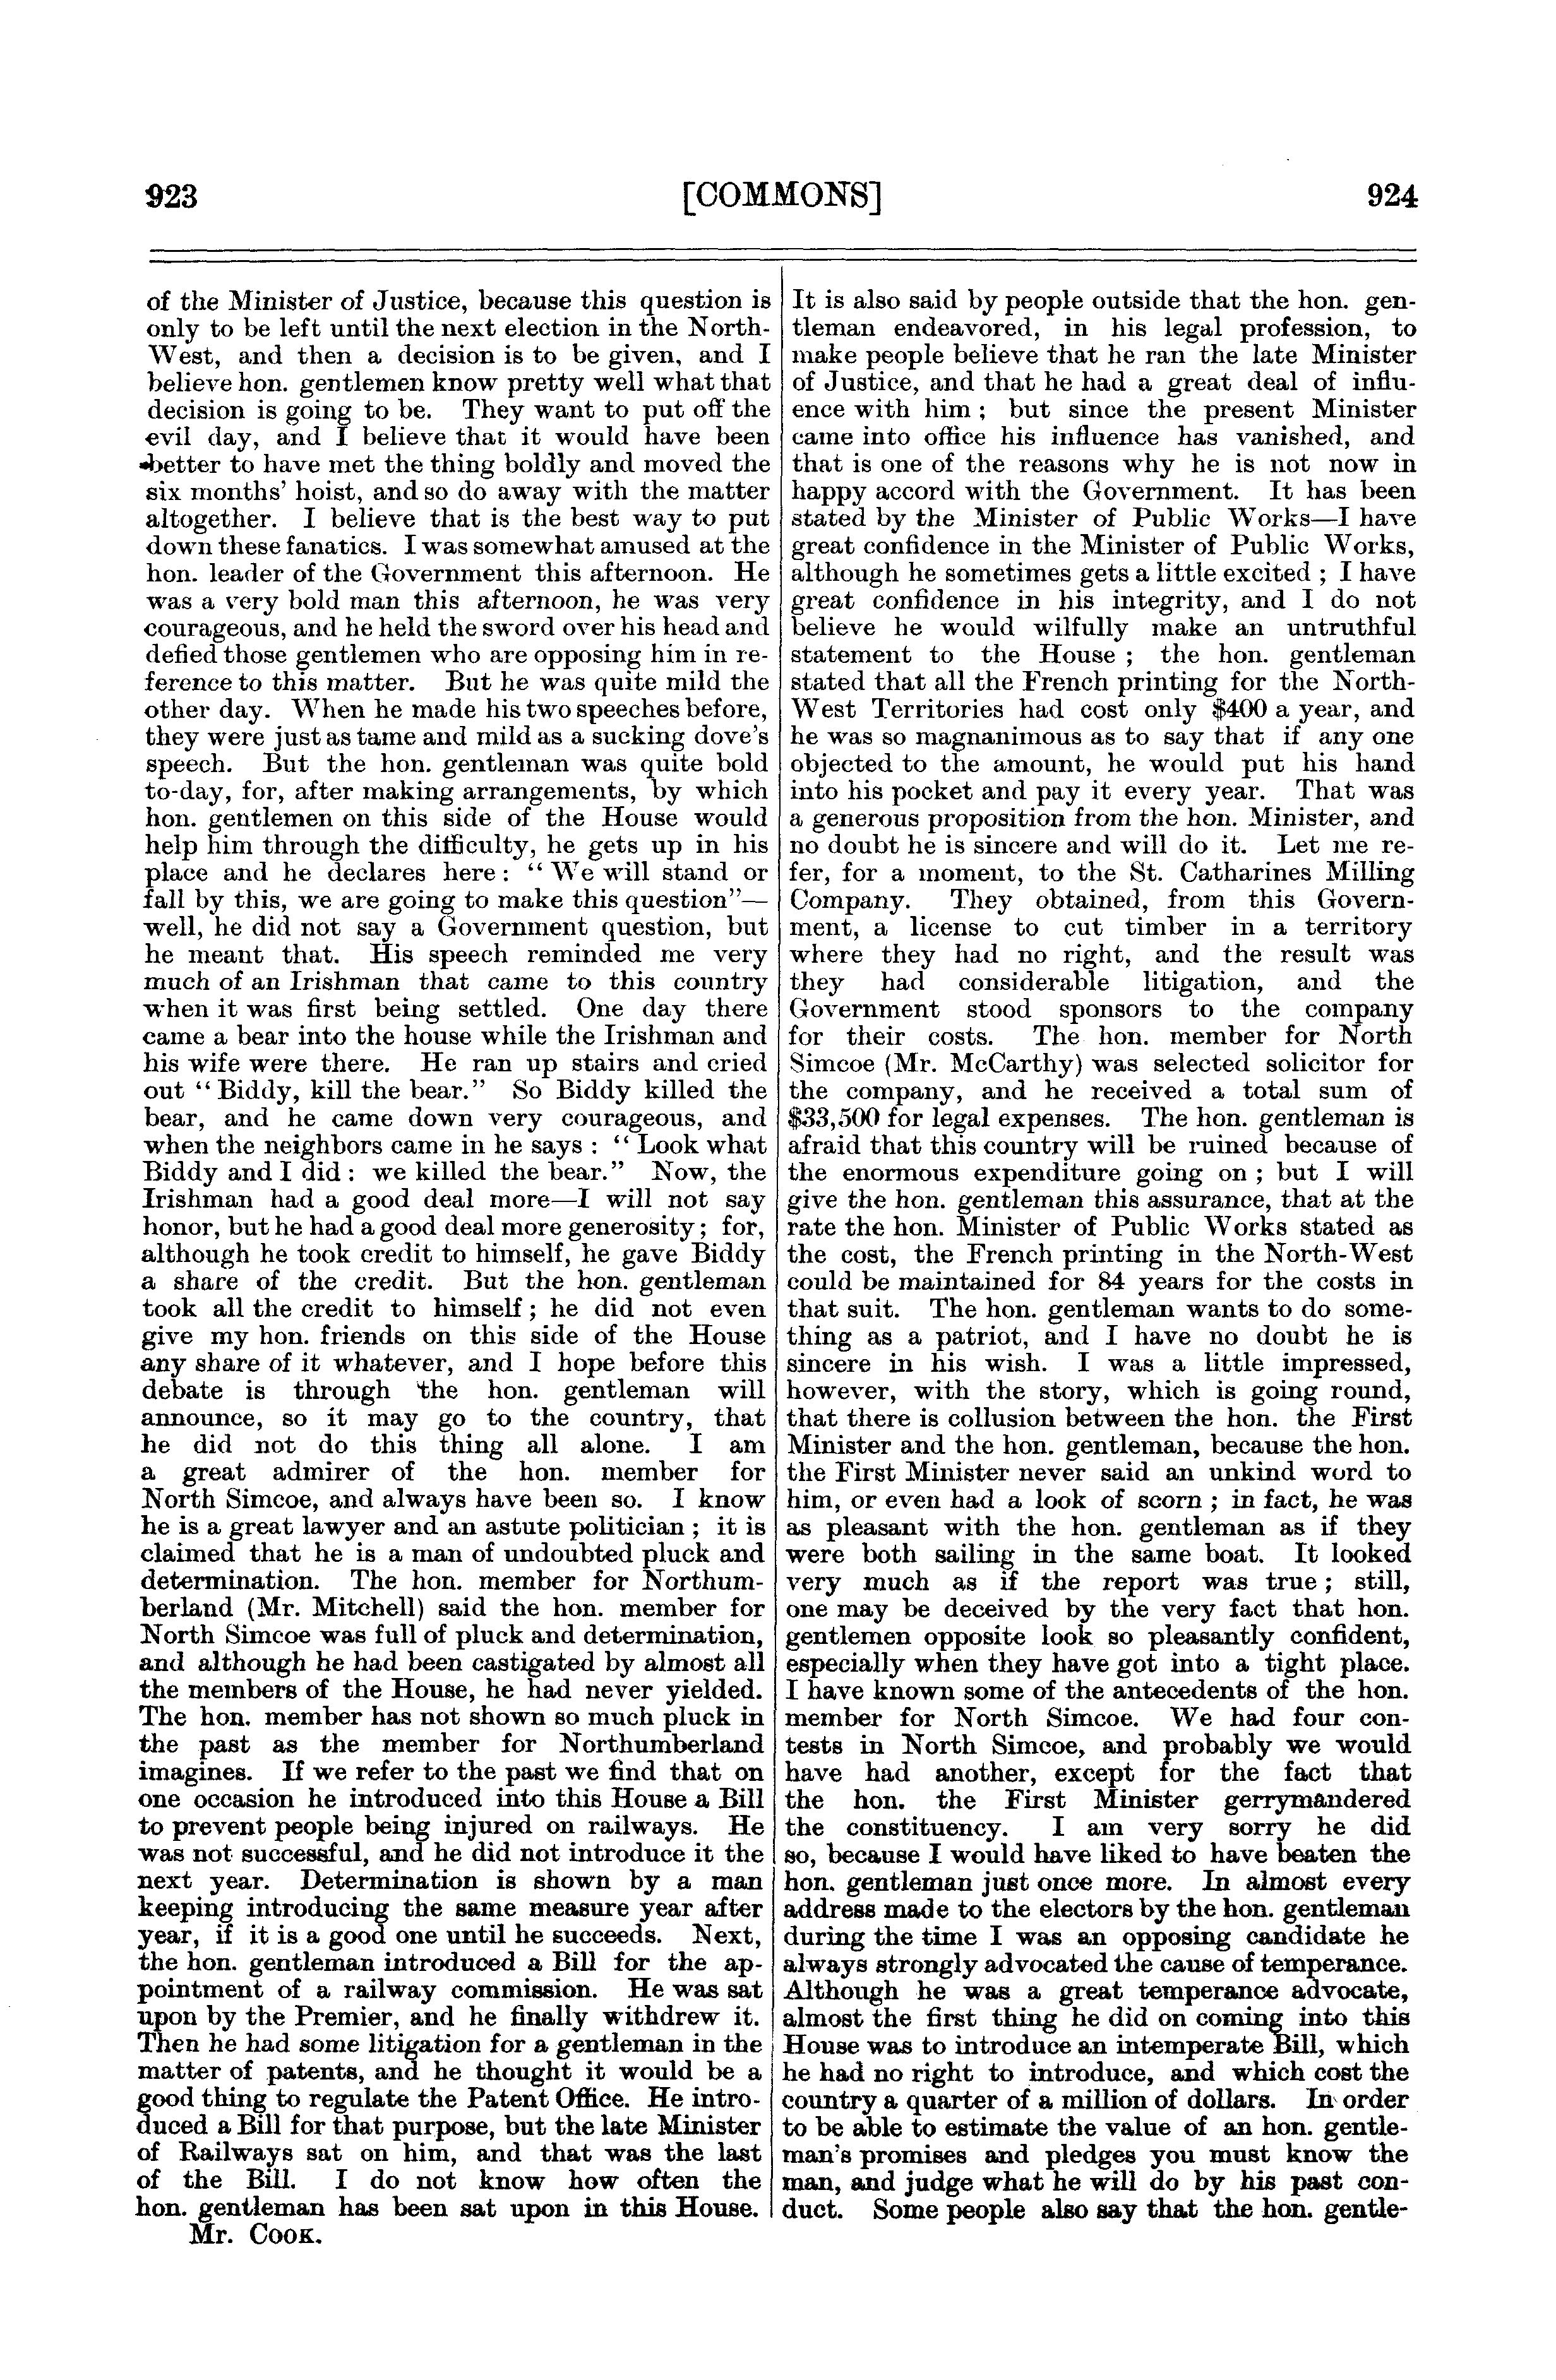 923
[COMMONS]
924
of the Minister of Justice, because this question is
only to be left until the next election in the North-
West, and then a decision is to be given, and I
believe hon. gentlemen know pretty well what that
decision is going to be. They want to put off the
evil day, and I believe that it would have been
better to have met the thing boldly and moved the
six months' hoist, and so do away with the matter
altogether. I believe that is the best way to put
down these fanatics. I was somewhat amused at the
hon. leader of the Government this afternoon. He
was a very bold man this afternoon, he was very
courageous, and he held the sword over his head and
defied those gentlemen who are opposing him in re-
ference to this matter. But he was quite mild the
other day. When he made his two speeches before,
they were just as tame and mild as a sucking dove's
speech. But the hon. gentleman was quite bold
to-day, for, after making arrangements, by which
hon. gentlemen on this side of the House would
help him through the difficulty, he gets up in his
place and he declares here: "We will stand or
fall by this, we are going to make this question"—
well, he did not say a Government question, but
he meant that. His speech reminded me very
much of an Irishman that came to this country
when it was first being settled. One day there
came a bear into the house while the Irishman and
his wife were there. He ran up stairs and cried
out "Biddy, kill the bear." So Biddy killed the
bear, and he came down very courageous, and
when the neighbors came in he says: "Look what
Biddy and I did: we killed the bear." Now, the
Irishman had a good deal more—I will not say
honor, but he had a good deal more generosity; for,
although he took credit to himself, he gave Biddy
a share of the credit. But the hon. gentleman
took all the credit to himself; he did not even
give my hon. friends on this side of the House
any share of it whatever, and I hope before this
debate is through the hon. gentleman will
announce, so it may go to the country, that
he did not do this thing all alone. I am
a great admirer of the hon. member for
North Simcoe, and always have been so. I know
he is a great lawyer and an astute politician; it is
claimed that he is a man of undoubted pluck and
determination. The hon. member for Northum-
berland (Mr. Mitchell) said the hon. member for
North Simcoe was full of pluck and determination,
and although he had been castigated by almost all
the members of the House, he had never yielded.
The hon. member has not shown so much pluck in
the past as the member for Northumberland
imagines. If we refer to the past we find that on
one occasion he introduced into this House a Bill
to prevent people being injured on railways. He
was not successful, and he did not introduce it the
next year. Determination is shown by a man
keeping introducing the same measure year after
year, if it is a good one until he succeeds. Next,
the hon. gentleman introduced a Bill for the ap-
pointment of a railway commission. He was sat
upon by the Premier, and he finally withdrew it.
Then he had some litigation for a gentleman in the
matter of patents, and he thought it would be a
good thing to regulate the Patent Office. He intro-
duced a Bill for that purpose, but the late Minister
of Railways sat on him, and that was the last
of the Bill. I do not know how often the
hon. gentleman has been sat upon in this House.
Mr. COOK.
It is also said by people outside that the hon. gen-
tleman endeavored, in his legal profession, to
make people believe that he ran the late Minister
of Justice, and that he had a great deal of influ-
ence with him; but since the present Minister
came into office his influence has vanished, and
that is one of the reasons why he is not now in
happy accord with the Government. It has been
stated by the Minister of Public Works—I have
great confidence in the Minister of Public Works,
although he sometimes gets a little excited; I have
great confidence in his integrity, and I do not
believe he would wilfully make an untruthful
statement to the House; the hon. gentleman
stated that all the French printing for the North-
West Territories had cost only $400 a year, and
he was so magnanimous as to say that if any one
objected to the amount, he would put his hand
into his pocket and pay it every year. That was
a generous proposition from the hon. Minister, and
no doubt he is sincere and will do it. Let me re-
fer, for a moment, to the St. Catharines Milling
Company. They obtained, from this Govern-
ment, a license to cut timber in a territory
where they had no right, and the result was
they had considerable litigation, and the
Government stood sponsors to the company
for their costs. The hon. member for North
Simcoe (Mr. McCarthy) was selected solicitor for
the company, and he received a total sum of
$33,500 for legal expenses. The hon. gentleman is
afraid that this country will be ruined because of
the enormous expenditure going on; but I will
give the hon. gentleman this assurance, that at the
rate the hon. Minister of Public Works stated as
the cost, the French printing in the North-West
could be maintained for 84 years for the costs in
that suit. The hon. gentleman wants to do some-
thing as a patriot, and I have no doubt he is
sincere in his wish. I was a little impressed,
however, with the story, which is going round,
that there is collusion between the hon. the First
Minister and the hon. gentleman, because the hon.
the First Minister never said an unkind word to
him, or even had a look of scorn; in fact, he was
as pleasant with the hon. gentleman as if they
were both sailing in the same boat. It looked
very much as if the report was true; still,
one may be deceived by the very fact that hon.
gentlemen opposite look so pleasantly confident,
especially when they have got into a tight place.
I have known some of the antecedents of the hon.
member for North Simcoe. We had four con-
tests in North Simcoe, and probably we would
have had another, except for the fact that
the hon. the First Minister gerrymandered
the constituency. I am very sorry he did
so, because I would have liked to have beaten the
hon. gentleman just once more. In almost every
address made to the electors by the hon. gentleman
during the time I was an opposing candidate he
always strongly advocated the cause of temperance.
Although he was a great temperance advocate,
almost the first thing he did on coming into this
House was to introduce an intemperate Bill, which
he had no right to introduce, and which cost the
country a quarter of a million of dollars. In order
to be able to estimate the value of an hon. gentle-
man's promises and pledges you must know the
man, and judge what he will do by his past con-
duct. Some people also say that the hon. gentle-